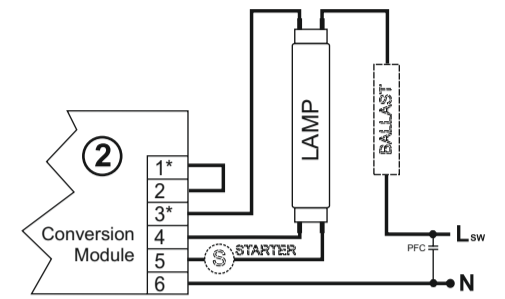 LAMP
BALLAST
2
1*
2
3*
4
5
6
Conversion
Module
S
STARTER
PFC
Lsw
N